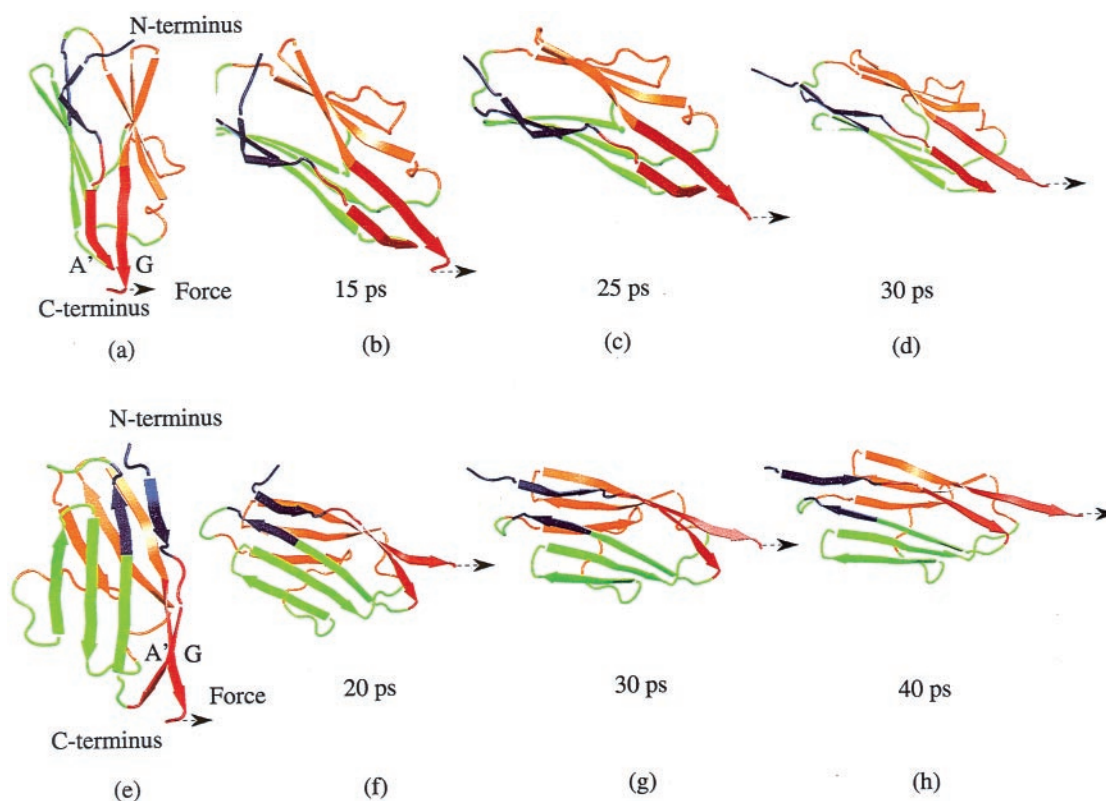 N-terminus
A' G
C-terminus
Force
15 ps
25 ps
30 ps
(a)
(b)
(c)
(d)
N-terminus
A' G
Force
C-terminus
20 ps
30 ps
40 ps
(e)
(f)
(g)
(h)